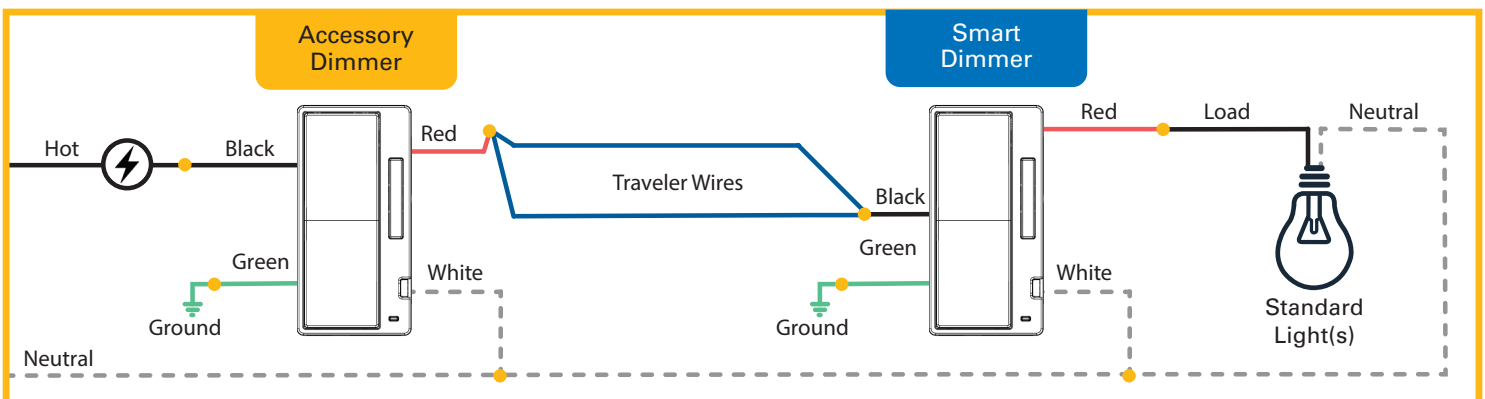 Accessory
Dimmer
Smart
Dimmer
Hot
Black
Red
Traveler Wires
Black
Red
Load
Neutral
Green
White
Green
White
Ground
Ground
Standard
Light(s)
Neutral